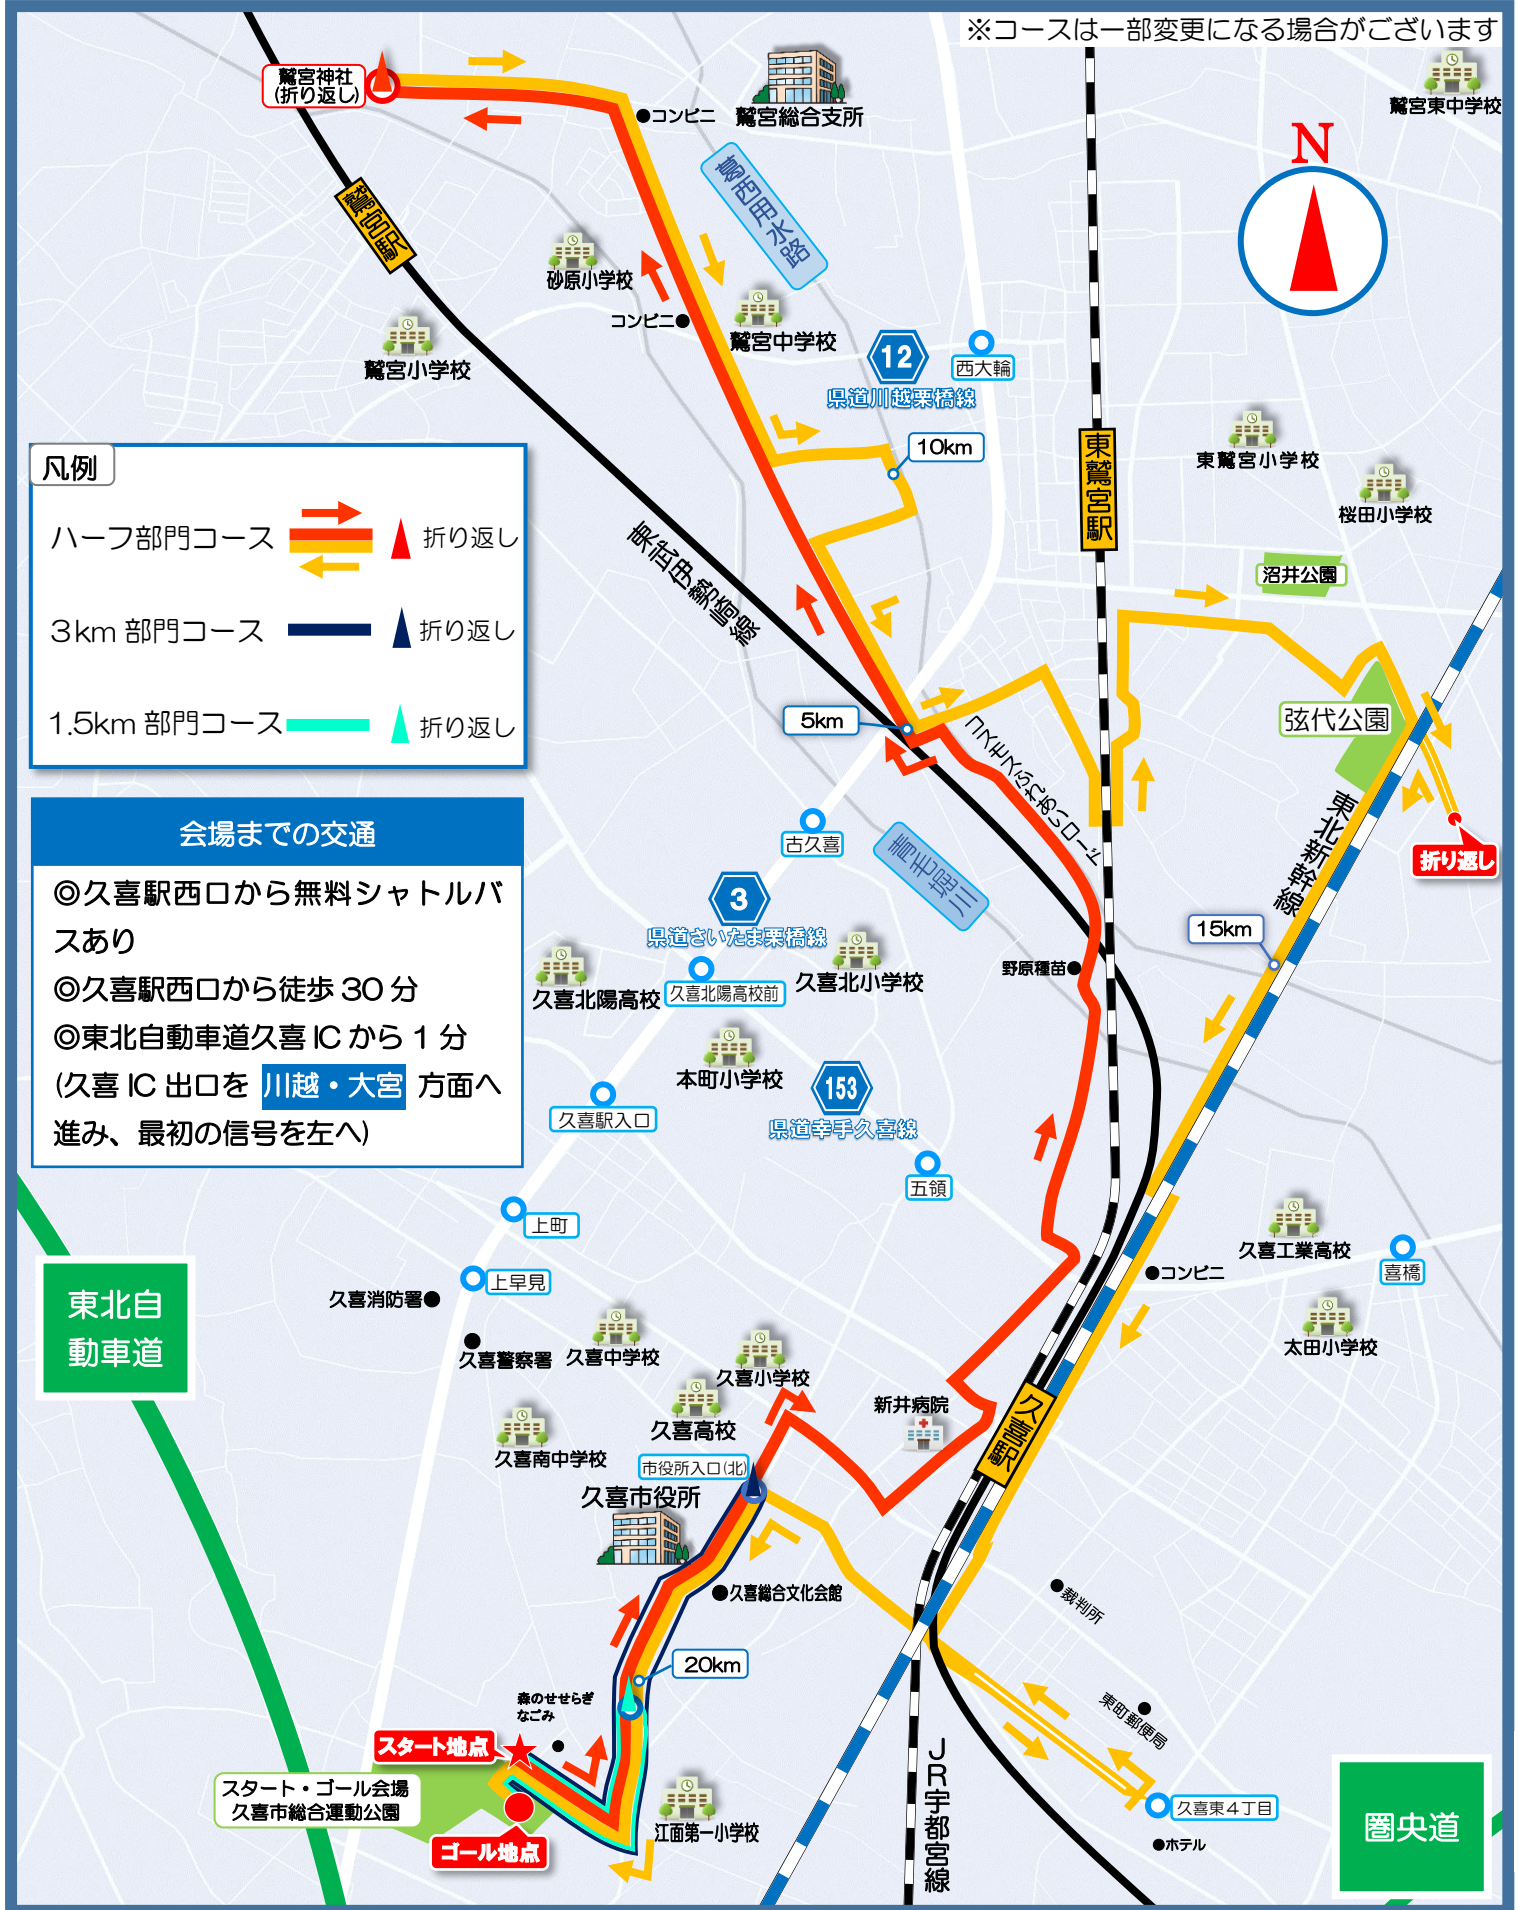 ※コースは一部変更になる場合がございます
鷲宮神社
(折り返し)
コンビニ
鷲宮総合支所
鷲宮東中学校
N
葛西用水路
鷲宮駅
砂原小学校
コンビニ
鷲宮中学校
鷲宮小学校
12
県道川越栗橋線
西大輪
凡例
ハーフ部門コース
折り返し
3km 部門コース
折り返し
1.5km 部門コース
折り返し
10km
東鷲宮駅
東鷲宮小学校
桜田小学校
沼井公園
東武伊勢崎線
5km
コスモスふれあいロード
弦代公園
東北新幹線
折り返し
会場までの交通
◎久喜駅西口から無料シャトルバ
スあり
◎久喜駅西口から徒歩 30 分
◎東北自動車道久喜 IC から 1 分
(久喜 IC 出口を 川越・大宮 方面へ
進み、最初の信号を左へ)
古久喜
青毛堀川
3
県道さいたま栗橋線
15km
久喜北陽高校
久喜北陽高校前
久喜北小学校
野原種苗
本町小学校
153
県道幸手久喜線
久喜駅入口
五領
上町
上早見
久喜工業高校
喜橋
コンビニ
太田小学校
東北自
動車道
久喜消防署
久喜警察署
久喜中学校
久喜小学校
久喜高校
新井病院
久喜駅
久喜南中学校
市役所入口(北)
久喜市役所
久喜総合文化会館
裁判所
20km
森のせせらぎ
なごみ
東町郵便局
スタート地点
スタート・ゴール会場
久喜市総合運動公園
ゴール地点
江面第一小学校
JR宇都宮線
久喜東4丁目
ホテル
圏央道